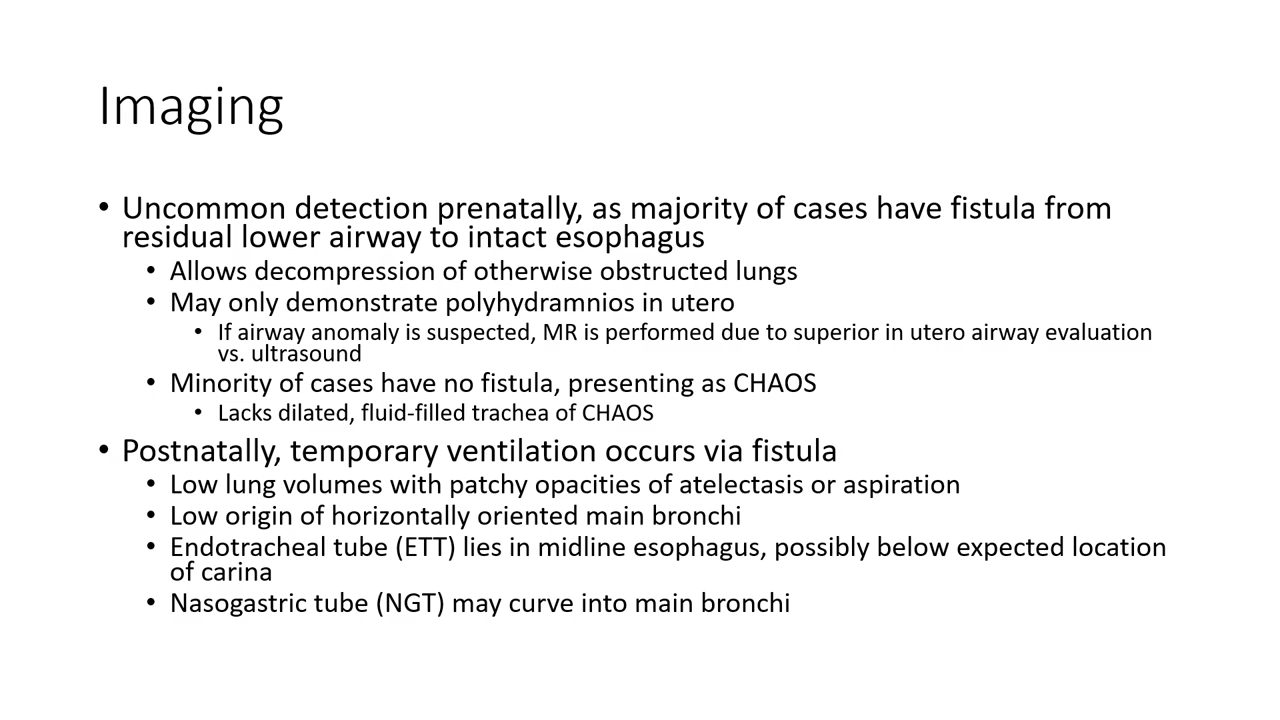 Imaging
• Uncommon detection prenatally, as majority of cases have fistula from
residual lower airway to intact esophagus
• Allows decompression of otherwise obstructed lungs
• May only demonstrate polyhydramnios in utero
• If airway anomaly is suspected, MR is performed due to superior in utero airway evaluation
vs. ultrasound
• Minority of cases have no fistula, presenting as CHAOS
• Lacks dilated, fluid-filled trachea of CHAOS
• Postnatally, temporary ventilation occurs via fistula
• Low lung volumes with patchy opacities of atelectasis or aspiration
• Low origin of horizontally oriented main bronchi
• Endotracheal tube (ETT) lies in midline esophagus, possibly below expected location
of carina
• Nasogastric tube (NGT) may curve into main bronchi